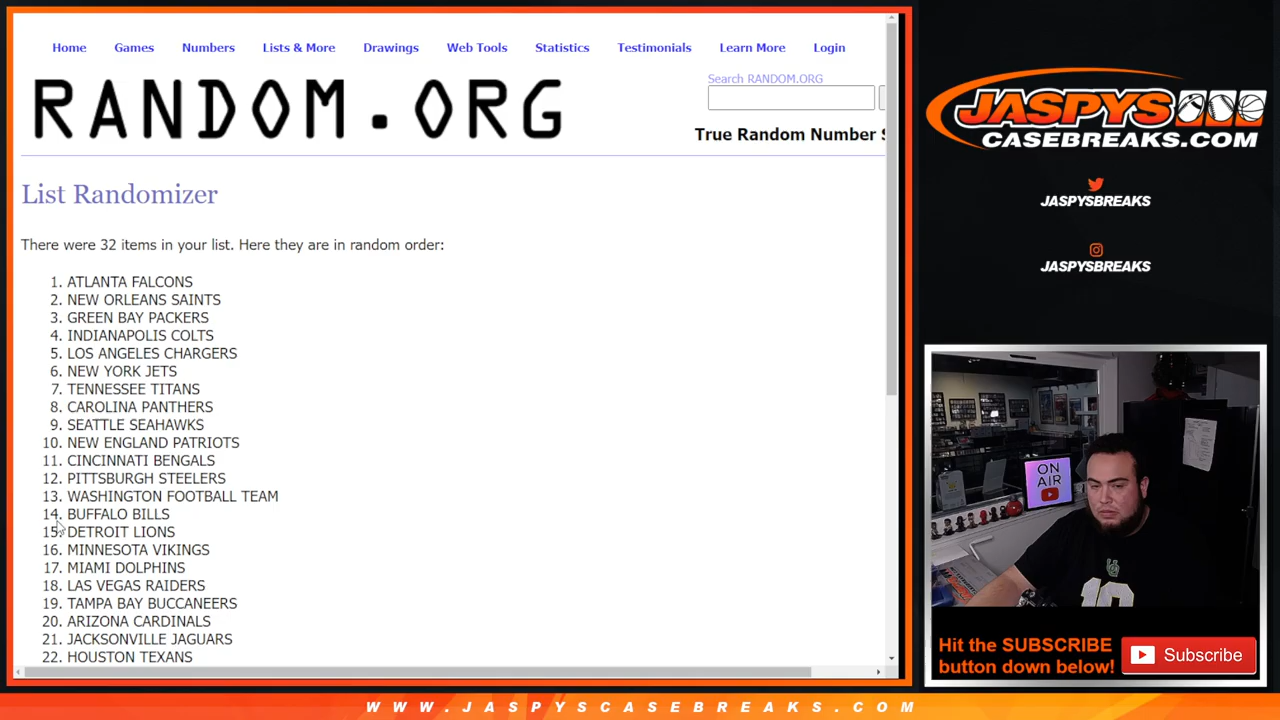 Home Games Numbers Lists & More Drawings Web Tools Statistics Testimonials Learn More Login
RANDOM.ORG
Search RANDOM.ORG
True Random Number S
List Randomizer
There were 32 items in your list. Here they are in random order:
1. ATLANTA FALCONS
2. NEW ORLEANS SAINTS
3. GREEN BAY PACKERS
4. INDIANAPOLIS COLTS
5. LOS ANGELES CHARGERS
6. NEW YORK JETS
7. TENNESSEE TITANS
8. CAROLINA PANTHERS
9. SEATTLE SEAHAWKS
10. NEW ENGLAND PATRIOTS
11. CINCINNATI BENGALS
12. PITTSBURGH STEELERS
13. WASHINGTON FOOTBALL TEAM
14. BUFFALO BILLS
15. DETROIT LIONS
16. MINNESOTA VIKINGS
17. MIAMI DOLPHINS
18. LAS VEGAS RAIDERS
19. TAMPA BAY BUCCANEERS
20. ARIZONA CARDINALS
21. JACKSONVILLE JAGUARS
22. HOUSTON TEXANS
JASPYS
CASEBREAKS.COM
JASPYSBREAKS
JASPYSBREAKS
ON
AIR
10
Hit the SUBSCRIBE
button down below!
Subscribe
WWW.JASPYSCASEBREAKS.COM